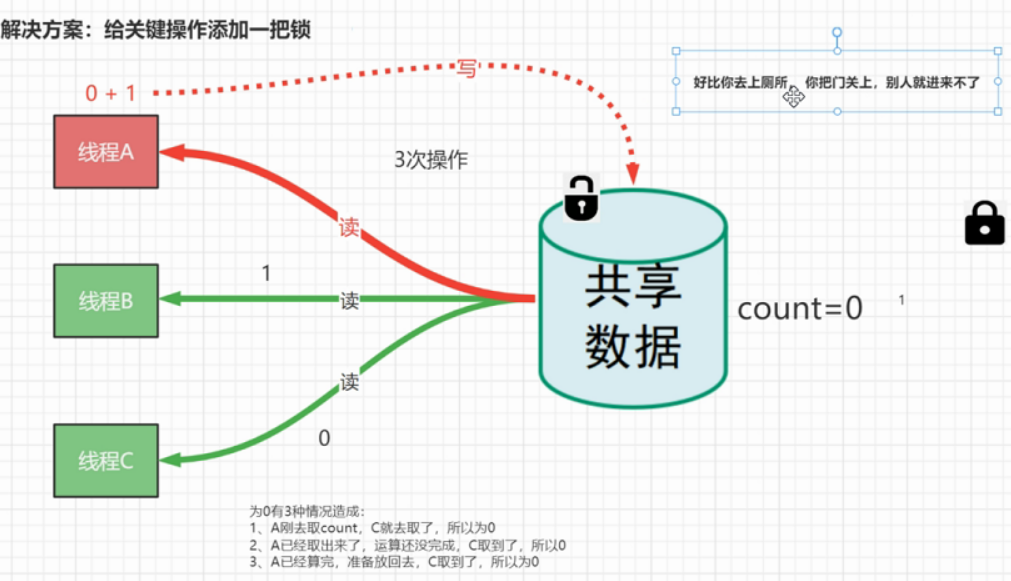 解决方案：给关键操作添加一把锁
好比你去上厕所，你把门关上，别人就进来不了
0 + 1
写
线程A
3次操作
读
1
线程B
读
共享
数据
count=0
1
读
0
线程C
为0有3种情况造成：
1、A刚去取count，C就去取了，所以为0
2、A已经取出来了，运算还没完成，C取到了，所以0
3、A已经算完，准备放回去，C取到了，所以为0